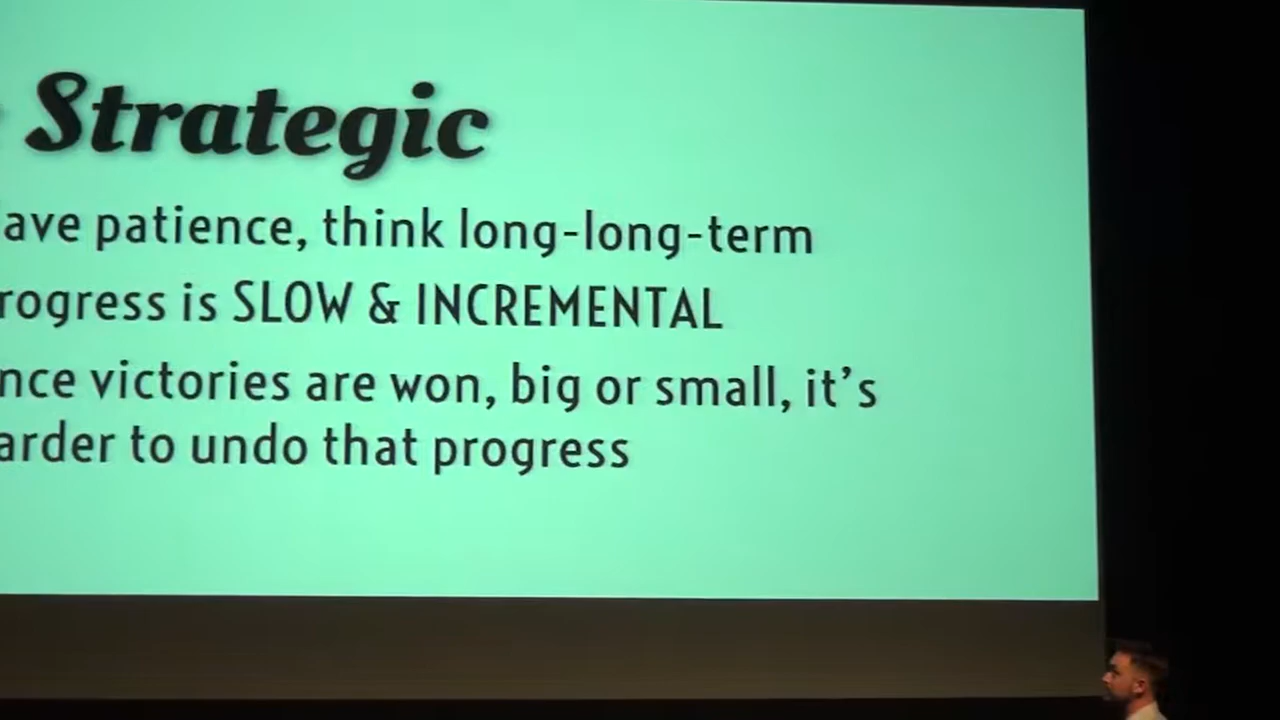 Strategic
ave patience, think long-long-term
rogress is SLOW & INCREMENTAL
nce victories are won, big or small, it's
arder to undo that progress